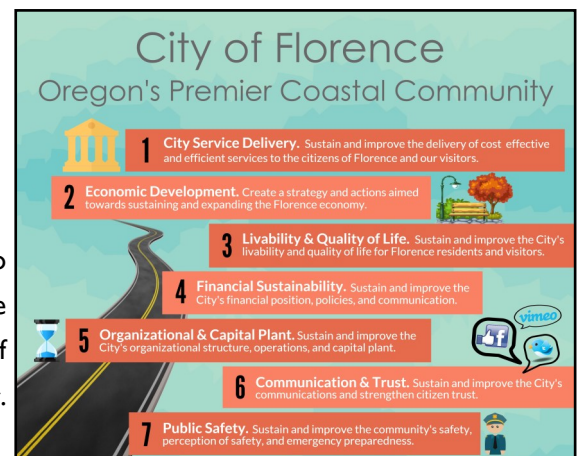 City of Florence
Oregon's Premier Coastal Community
1 City Service Delivery. Sustain and improve the delivery of cost effective
and efficient services to the citizens of Florence and our visitors.
2 Economic Development. Create a strategy and actions aimed
towards sustaining and expanding the Florence economy.
3 Livability & Quality of Life. Sustain and improve the City's
livability and quality of life for Florence residents and visitors.
4 Financial Sustainability. Sustain and improve the
City's financial position, policies, and communication.
5 Organizational & Capital Plant. Sustain and improve the
City's organizational structure, operations, and capital plant.
vimeo
f
6 Communication & Trust. Sustain and improve the City's
communications and strengthen citizen trust.
7 Public Safety. Sustain and improve the community's safety,
perception of safety, and emergency preparedness.